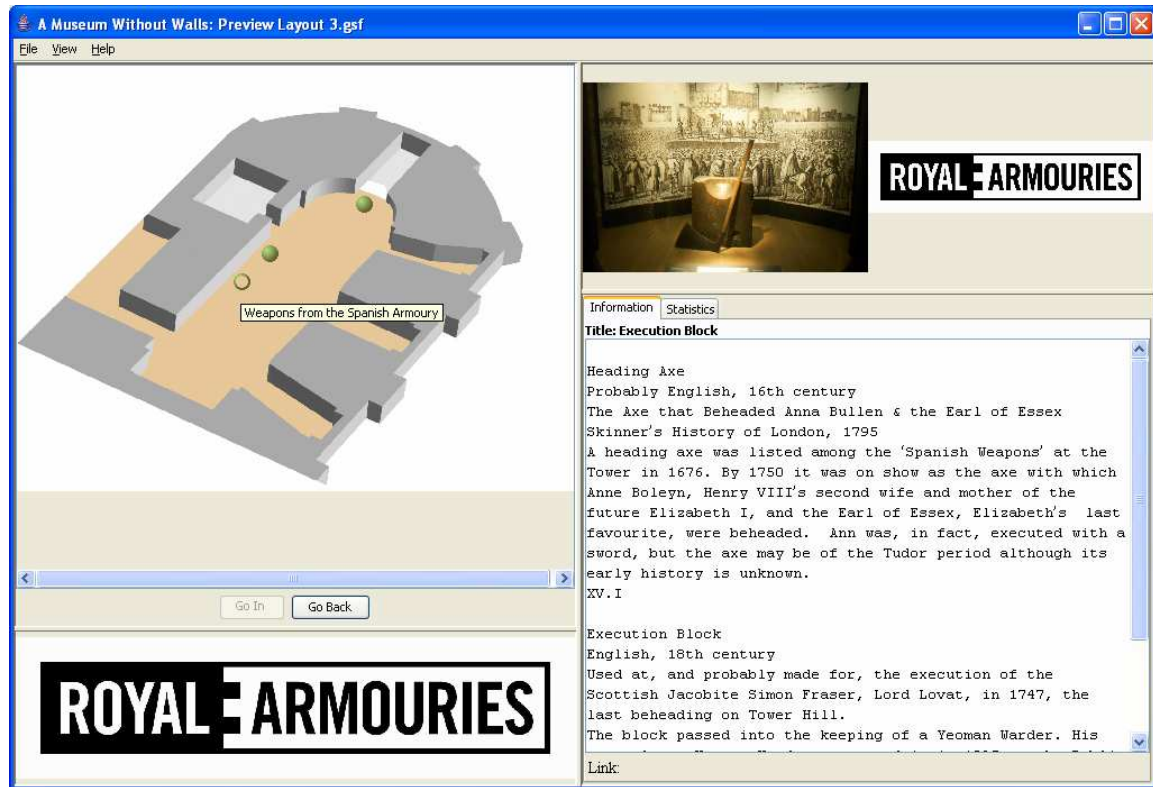 A Museum Without Walls: Preview Layout 3.gsf
File View Help
Weapons from the Spanish Armoury
Go In Go Back
ROYAL ARMOURIES
ROYAL ARMOURIES
Information Statistics
Title: Execution Block
Heading Axe
Probably English, 16th century
The Axe that Beheaded Anna Bullen & the Earl of Essex
Skinner's History of London, 1795
A heading axe was listed among the 'Spanish Weapons' at the
Tower in 1676. By 1750 it was on show as the axe with which
Anne Boleyn, Henry VIII's second wife and mother of the
future Elizabeth I, and the Earl of Essex, Elizabeth's last
favourite, were beheaded. Ann was, in fact, executed with a
sword, but the axe may be of the Tudor period although its
early history is unknown.
XV.I
Execution Block
English, 18th century
Used at, and probably made for, the execution of the
Scottish Jacobite Simon Fraser, Lord Lovat, in 1747, the
last beheading on Tower Hill.
The block passed into the keeping of a Yeoman Warder. His
Link: